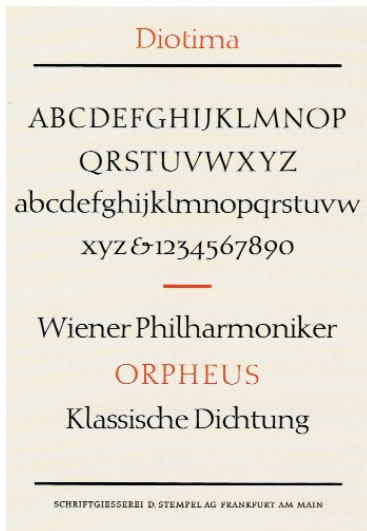 Diotima
ABCDEFGHIJKLMNOP
QRSTUVWXYZ
abcdefghijklmnopqrstuvw
xyz&1234567890
Wiener Philharmoniker
ORPHEUS
Klassische Dichtung
SCHRIFTGIESSEREI D. STEMPEL AG FRANKFURT AM MAIN